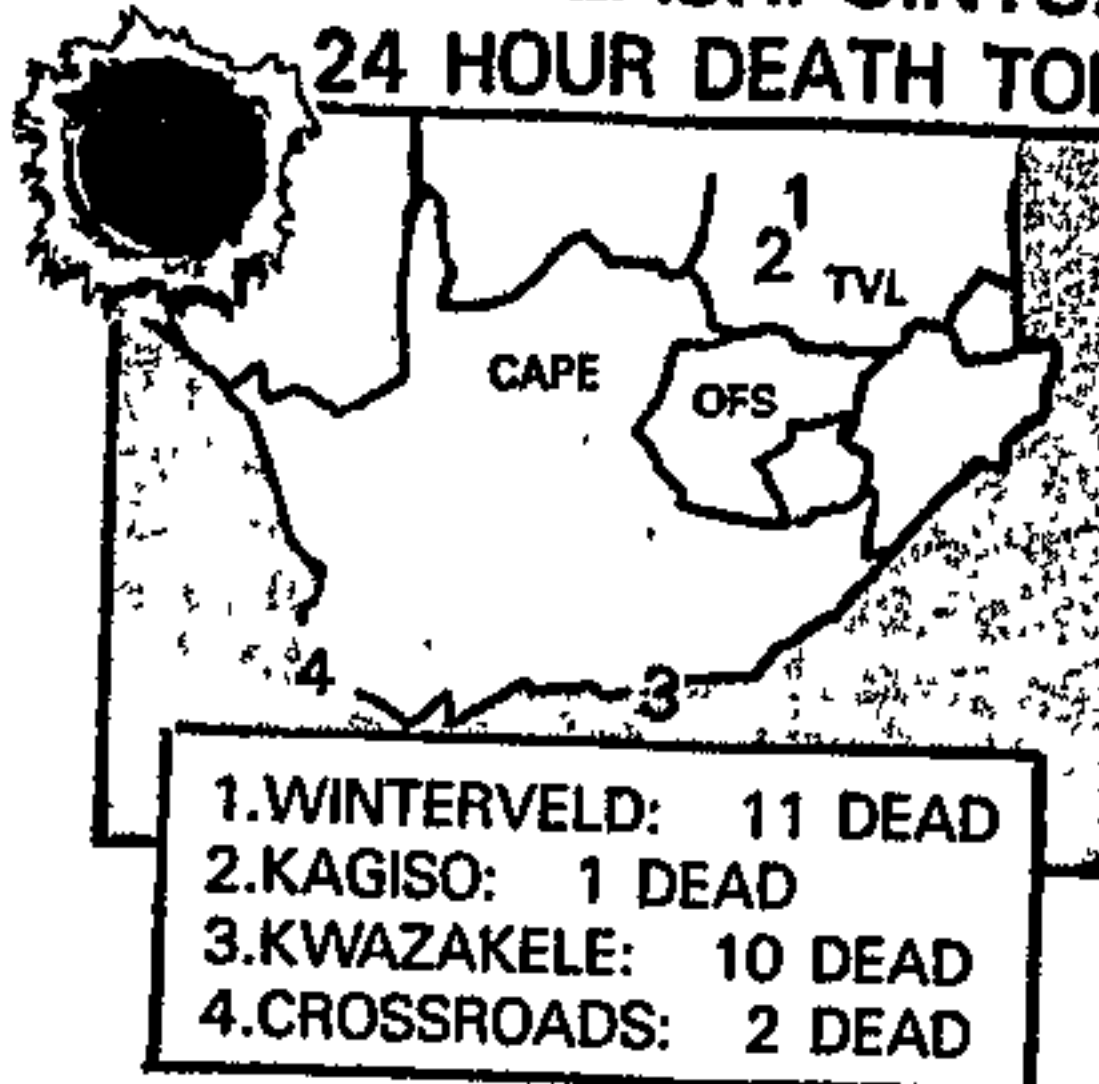 24 HOUR DEATH
1
2
TVL
CAPE
OFS
4
3
1.WINTERVELD: 11 DEAD
2.KAGISO: 1 DEAD
3.KWAZAKELE: 10 DEAD
4.CROSSROADS: 2 DEAD